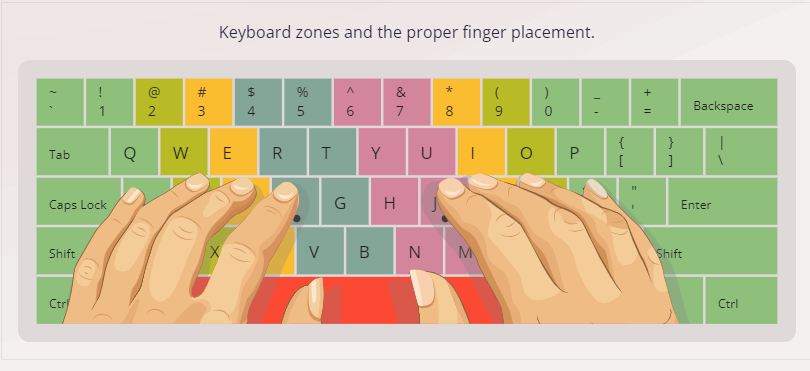 Keyboard zones and the proper finger placement.
~ ! @ # $ % ^ & * ( ) _ +
` 1 2 3 4 5 6 7 8 9 0 - = Backspace
Tab Q W E R T Y U I O P { [ } ] | \
Caps Lock G H J " '
Shift X V B N M Shift
Ctrl Ctrl